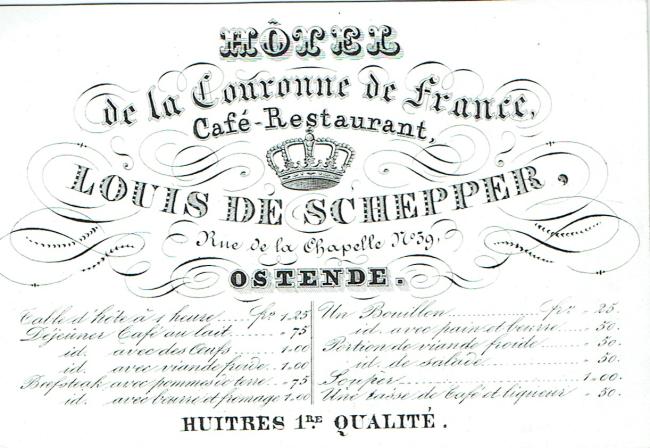 HÔTEL
de la Couronne de France,
Café-Restaurant,
LOUIS DE SCHEPPER,
Rue de la Chapelle No 39,
OSTENDE.
Table d'hôte à 1 heure frs 1.25
Déjeûner Café au lait " 75
id. avec des Œufs 1.00
id. avec viande froide 1.00
Biefsteak avec pommes de terre " 75
id. avec beurre et fromage 1.00
Un Bouillon frs " 25.
id. avec pain et beurre " 50.
Portion de viande froide " 50.
id. de salade " 50.
Souper 1.00.
Une tasse de Café et liqueur " 50.
HUITRES 1RE QUALITÉ.